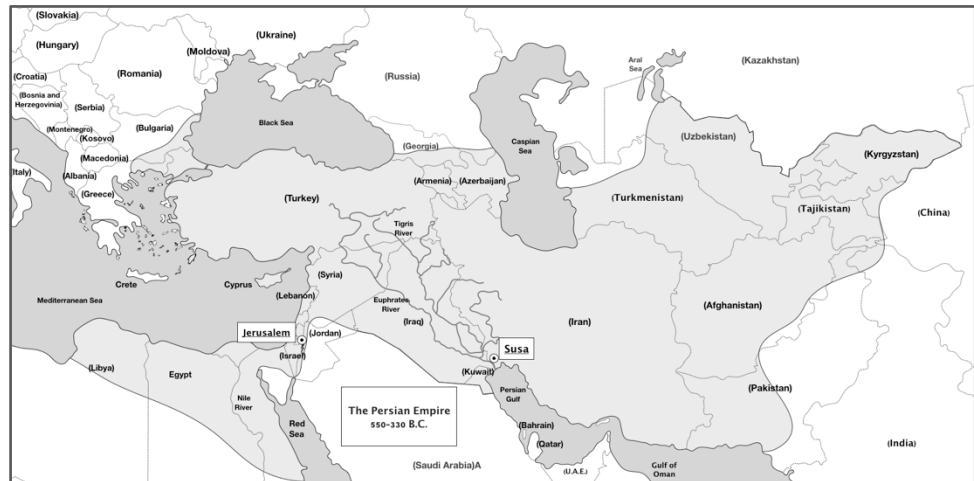 (Slovakia)
(Hungary)
(Moldova)
(Ukraine)
(Croatia)
(Romania)
(Russia)
Aral
Sea
(Kazakhstan)
(Bosnia and
Herzegovinia)
(Serbia)
(Montenegro)
(Kosovo)
(Bulgaria)
Black Sea
(Georgia)
Caspian
Sea
(Uzbekistan)
(Kyrgyzstan)
(Macedonia)
(Italy)
(Albania)
(Greece)
(Turkey)
(Armenia)
(Azerbaijan)
(Turkmenistan)
(Tajikistan)
(China)
Tigris
River
Crete
Cyprus
(Syria)
Mediterranean Sea
(Lebanon)
Euphrates
River
(Iraq)
(Iran)
(Afghanistan)
Jerusalem
(Jordan)
(Israel)
Susa
(Libya)
Egypt
(Kuwait)
(Pakistan)
Nile
River
Persian
Gulf
The Persian Empire
550-330 B.C.
Red
Sea
(Bahrain)
(Qatar)
(India)
(Saudi Arabia)A
(U.A.E.)
Gulf of
Oman